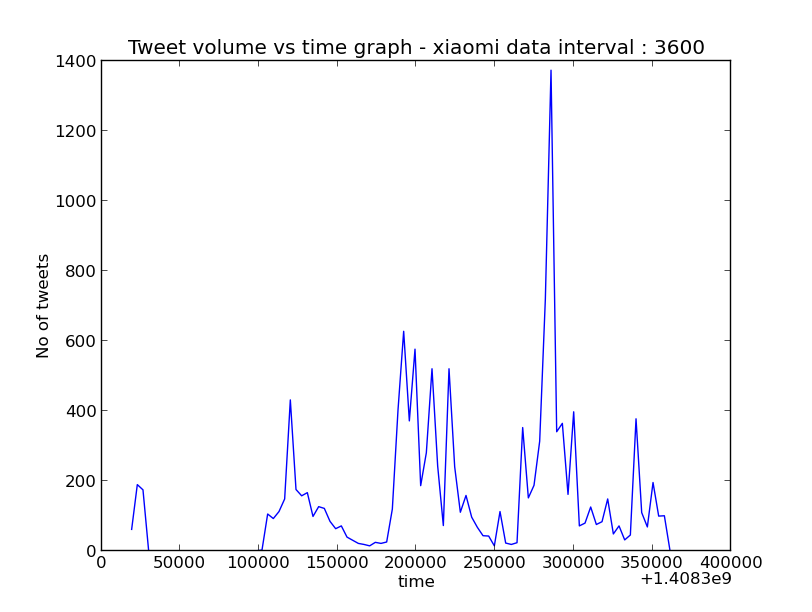 Tweet volume vs time graph - xiaomi data interval : 3600
1400
1200
1000
800
600
400
200
0
No of tweets
0 50000 100000 150000 200000 250000 300000 350000 400000
time
+1.4083e9